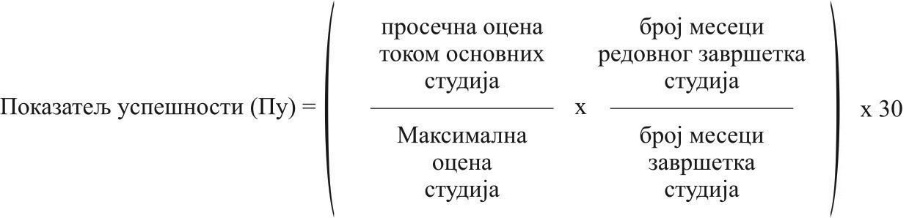 просечна оцена
током основних
студија
број месеци
редовног завршетка
студија
Показатељ успешности (Пу) =
х
х 30
Максимална
оцена
студија
број месеци
завршетка
студија